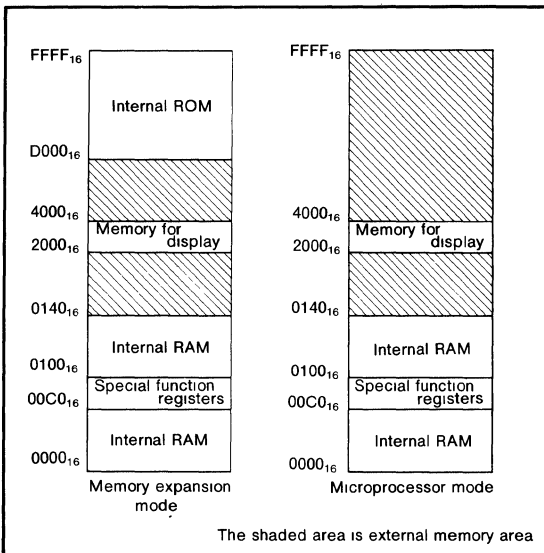 FFFF₁₆
Internal ROM
D000₁₆
4000₁₆
Memory for
display
2000₁₆
0140₁₆
Internal RAM
0100₁₆
Special function
registers
00C0₁₆
Internal RAM
0000₁₆
Memory expansion
mode
FFFF₁₆
4000₁₆
Memory for
display
2000₁₆
0140₁₆
Internal RAM
0100₁₆
Special function
registers
00C0₁₆
Internal RAM
0000₁₆
Microprocessor mode
The shaded area is external memory area